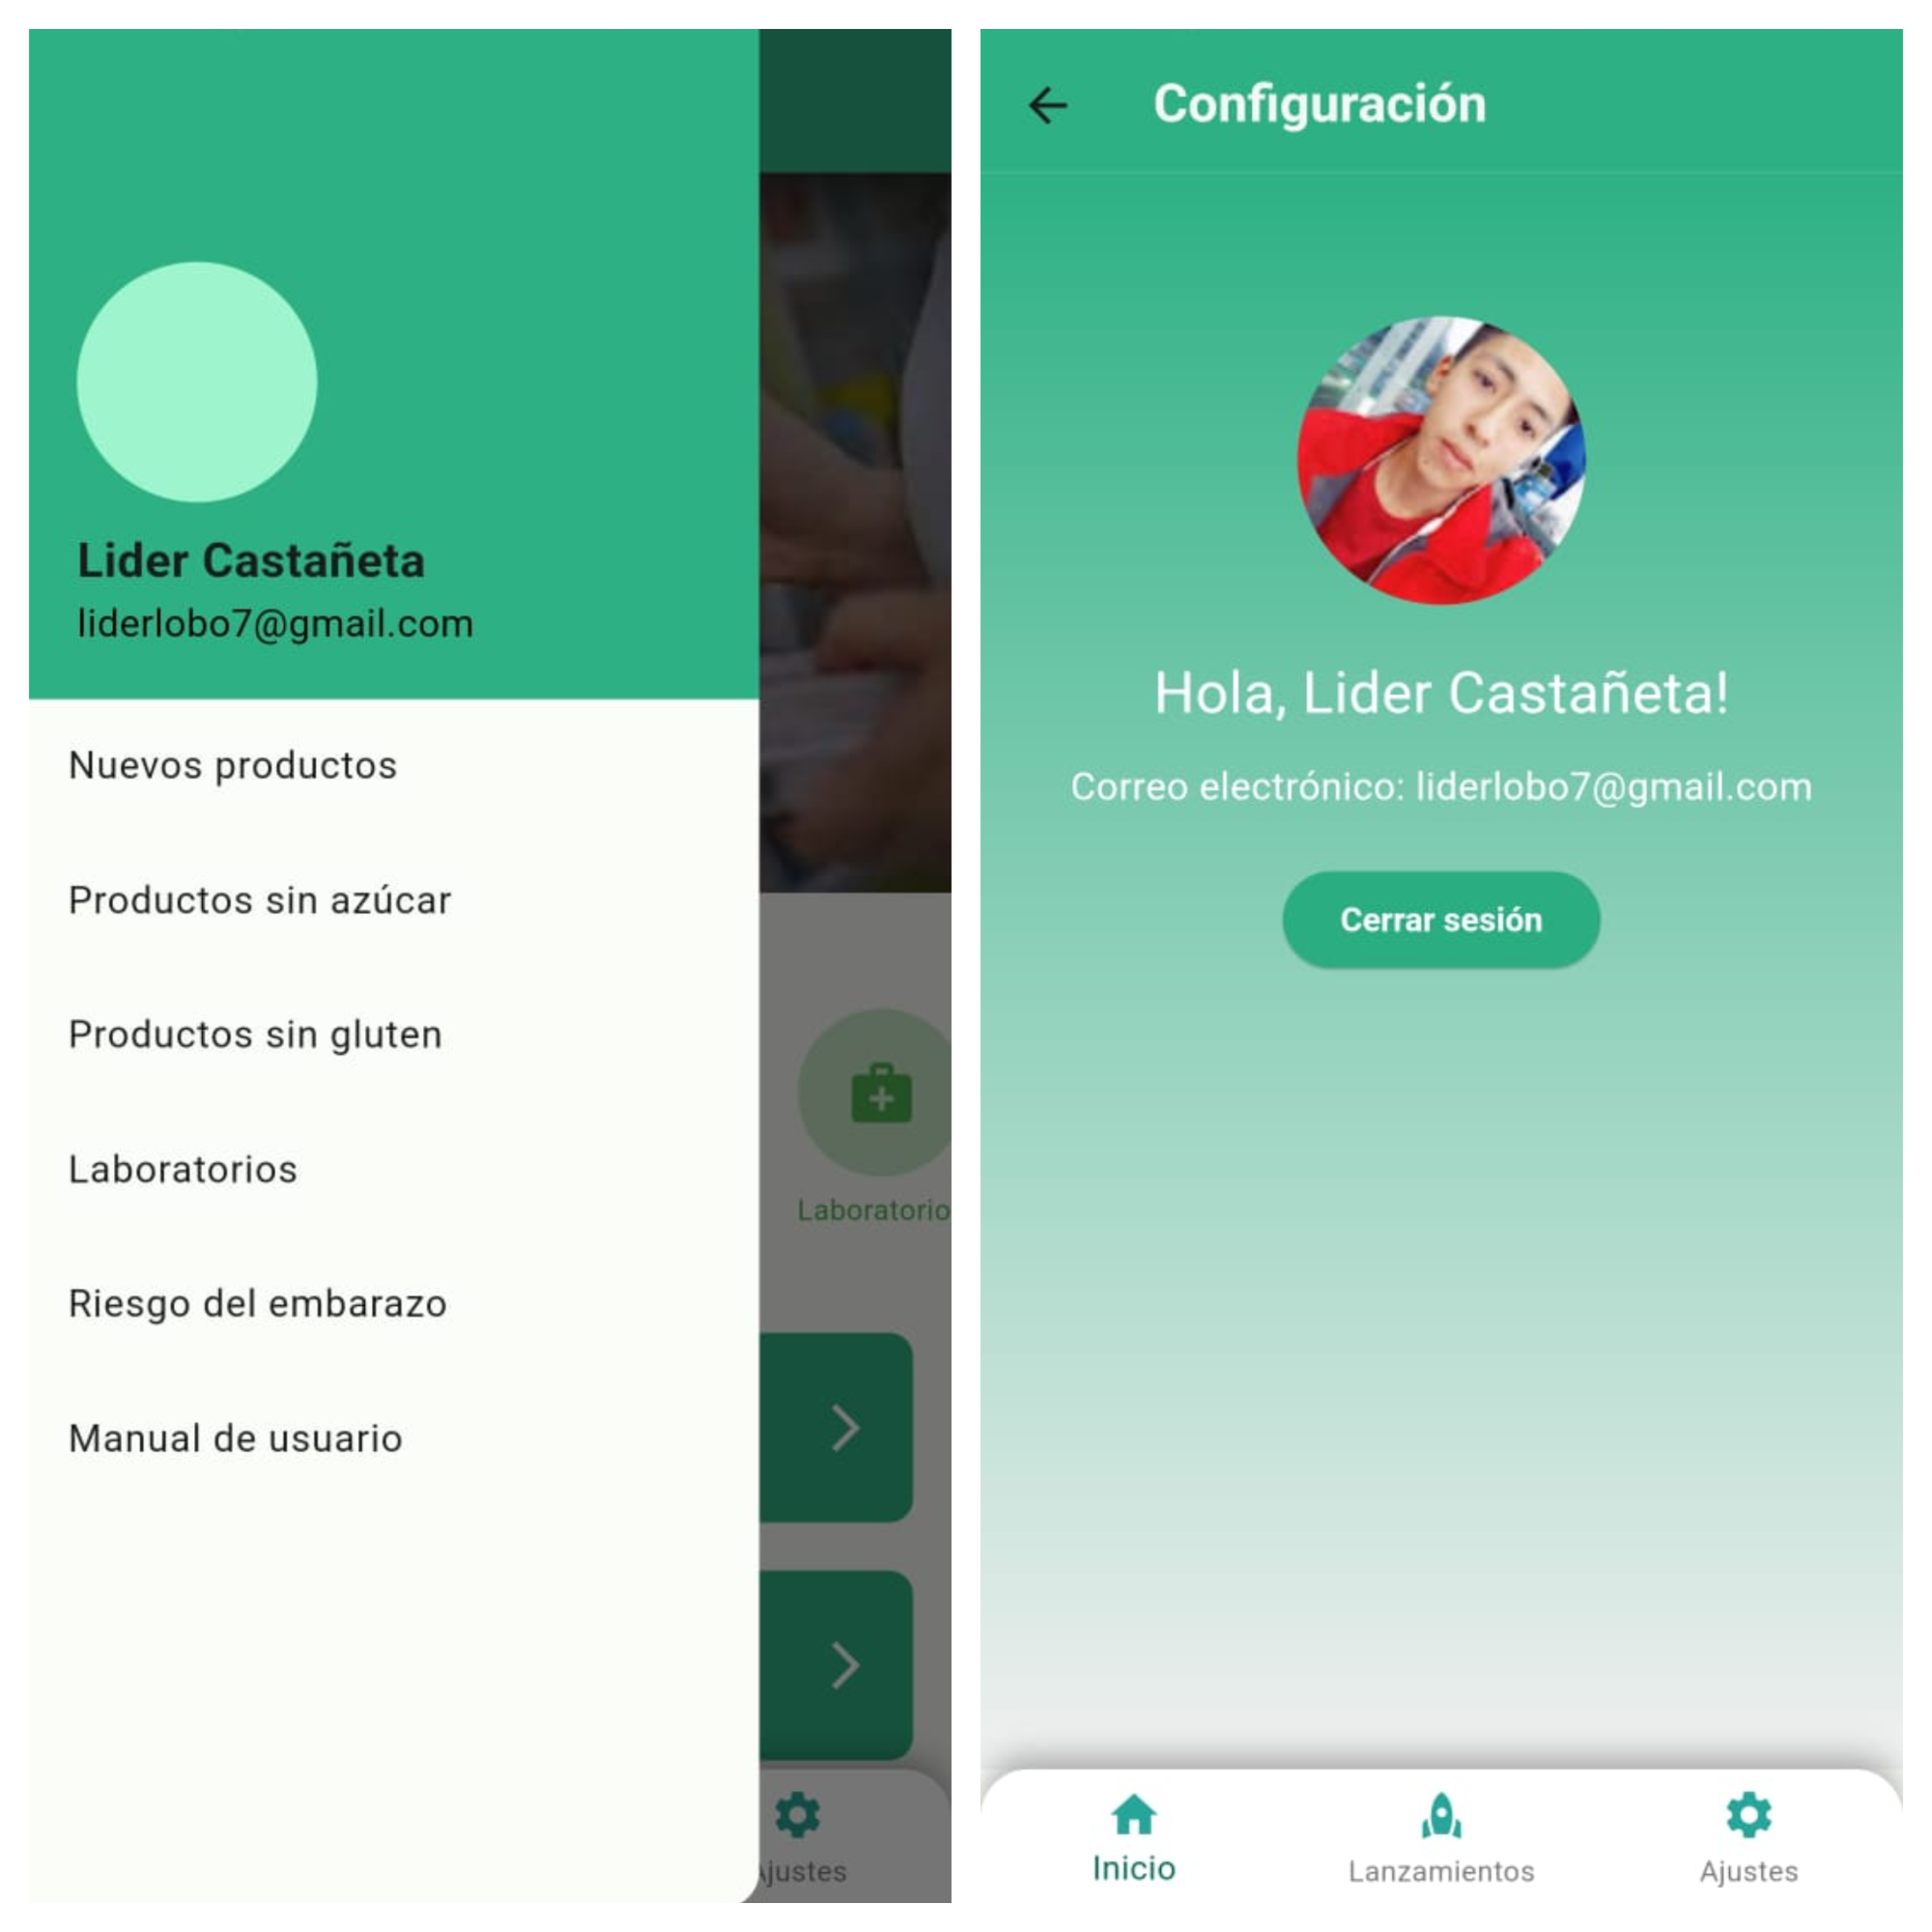 Lider Castañeta
liderlobo7@gmail.com
Nuevos productos
Productos sin azúcar
Productos sin gluten
Laboratorios
Riesgo del embarazo
Manual de usuario
Laboratorio
Ajustes
Configuración
Hola, Lider Castañeta!
Correo electrónico: liderlobo7@gmail.com
Cerrar sesión
Inicio
Lanzamientos
Ajustes